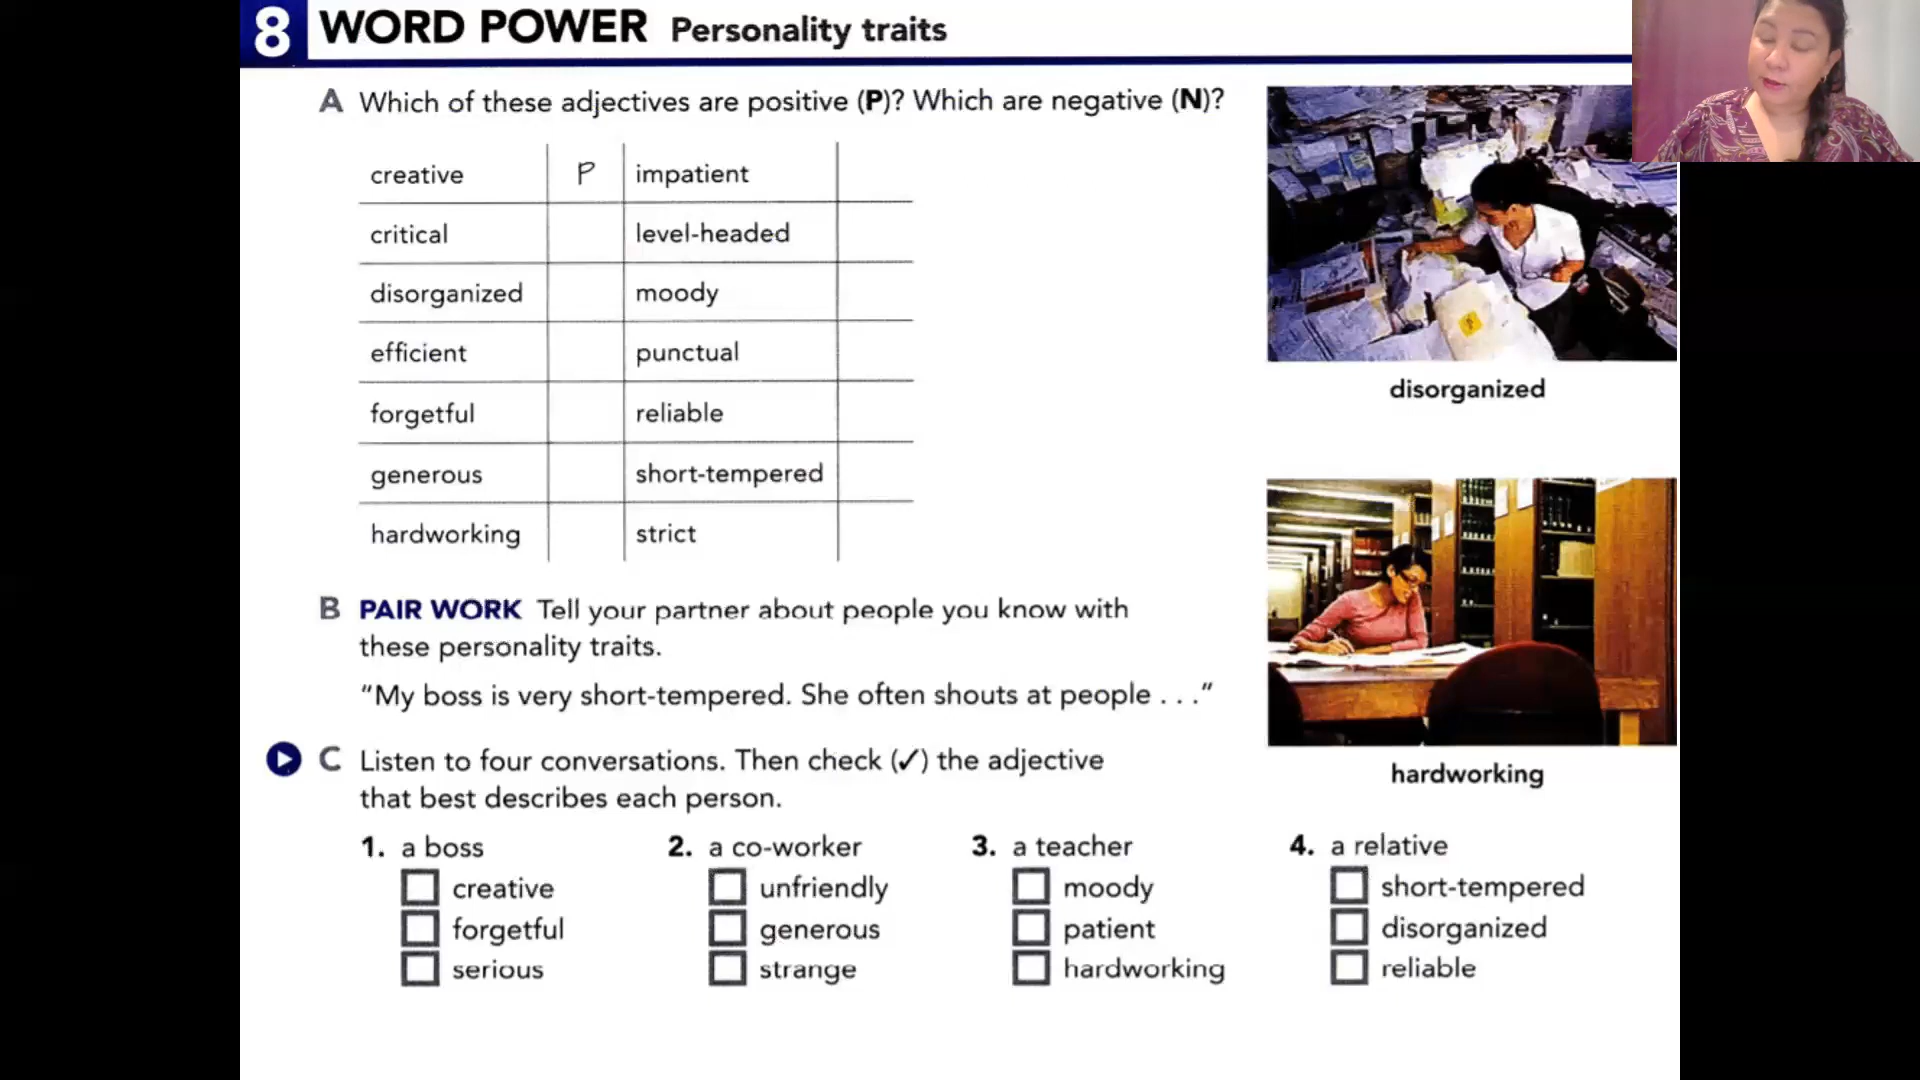 8 WORD POWER Personality traits
A Which of these adjectives are positive (P)? Which are negative (N)?
creative P impatient
critical level-headed
disorganized moody
efficient punctual
forgetful reliable
generous short-tempered
hardworking strict
disorganized
B PAIR WORK Tell your partner about people you know with
these personality traits.
“My boss is very short-tempered. She often shouts at people . . .”
hardworking
C Listen to four conversations. Then check (✓) the adjective
that best describes each person.
1. a boss
creative
forgetful
serious
2. a co-worker
unfriendly
generous
strange
3. a teacher
moody
patient
hardworking
4. a relative
short-tempered
disorganized
reliable